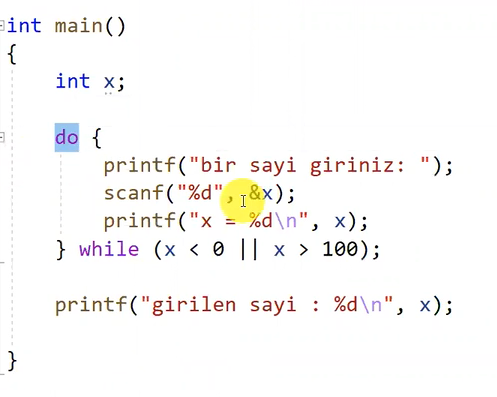 int main()
{
    int x;
    do {
        printf("bir sayi giriniz: ");
        scanf("%d", &x);
        printf("x = %d\n", x);
    } while (x < 0 || x > 100);
    printf("girilen sayi : %d\n", x);
}